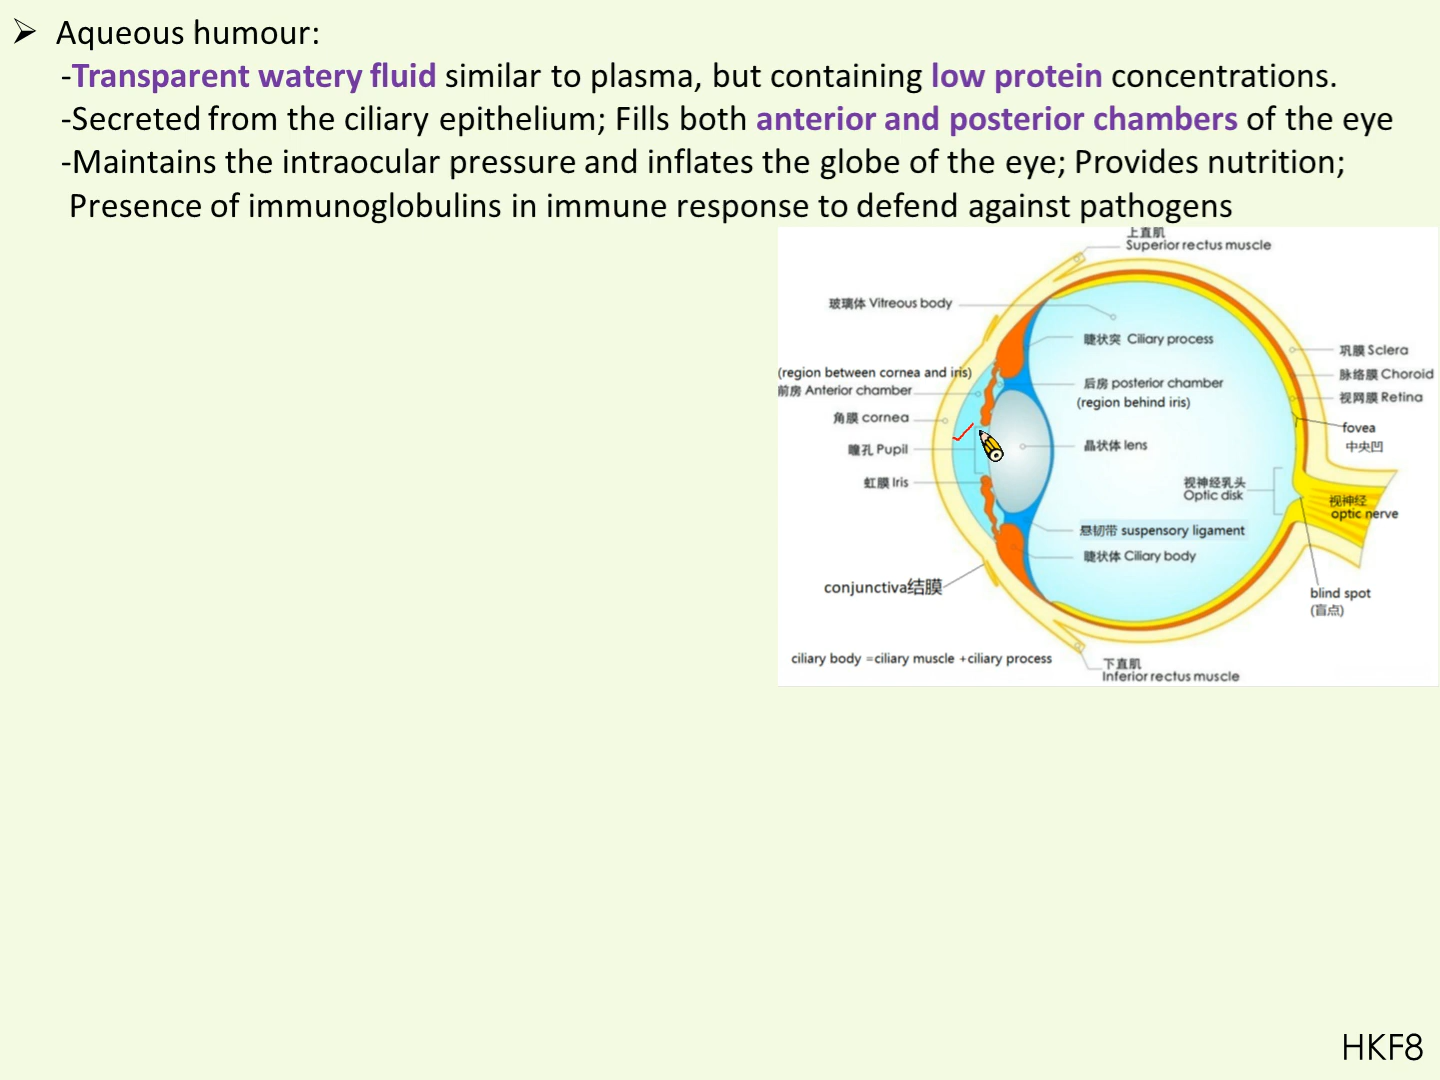 ➢ Aqueous humour:
-Transparent watery fluid similar to plasma, but containing low protein concentrations.
-Secreted from the ciliary epithelium; Fills both anterior and posterior chambers of the eye
-Maintains the intraocular pressure and inflates the globe of the eye; Provides nutrition;
Presence of immunoglobulins in immune response to defend against pathogens
上直肌
Superior rectus muscle
玻璃体 Vitreous body
睫状突 Ciliary process
巩膜 Sclera
(region between cornea and iris)
脉络膜 Choroid
前房 Anterior chamber
后房 posterior chamber
视网膜 Retina
(region behind iris)
角膜 cornea
fovea
中央凹
瞳孔 Pupil
晶状体 lens
虹膜 Iris
视神经乳头
Optic disk
视神经
optic nerve
悬韧带 suspensory ligament
睫状体 Ciliary body
conjunctiva结膜
blind spot
(盲点)
ciliary body =ciliary muscle +ciliary process
下直肌
Inferior rectus muscle
HKF8